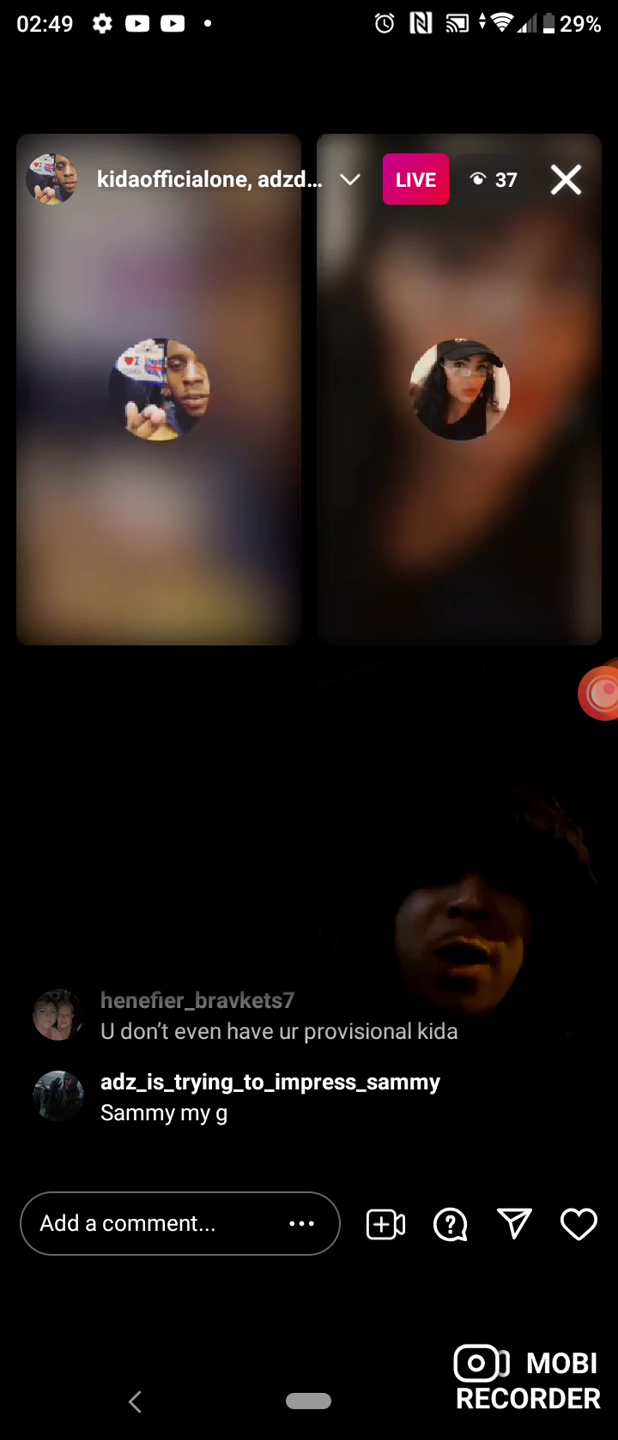 02:49
29%
kidaofficialone, adzd...
LIVE
37
henefier_bravkets7
U don't even have ur provisional kida
adz_is_trying_to_impress_sammy
Sammy my g
Add a comment...
MOBI
RECORDER